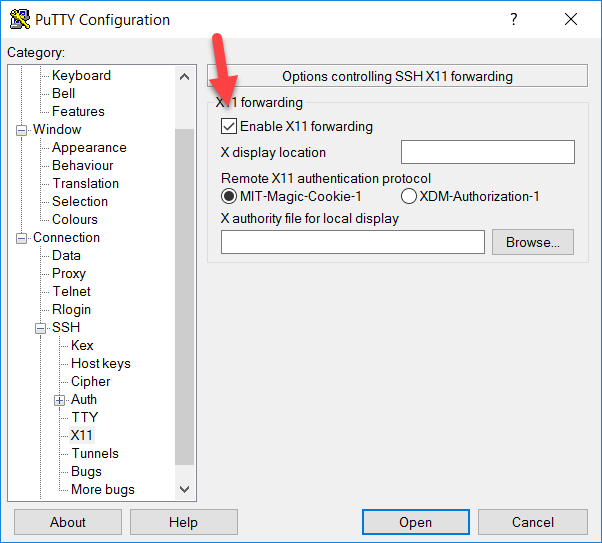 PuTTY Configuration
?
Category:
Keyboard
Bell
Features
Window
Appearance
Behaviour
Translation
Selection
Colours
Connection
Data
Proxy
Telnet
Rlogin
SSH
Kex
Host keys
Cipher
Auth
TTY
X11
Tunnels
Bugs
More bugs
Options controlling SSH X11 forwarding
X11 forwarding
Enable X11 forwarding
X display location
Remote X11 authentication protocol
MIT-Magic-Cookie-1 XDM-Authorization-1
X authority file for local display
Browse...
About Help Open Cancel